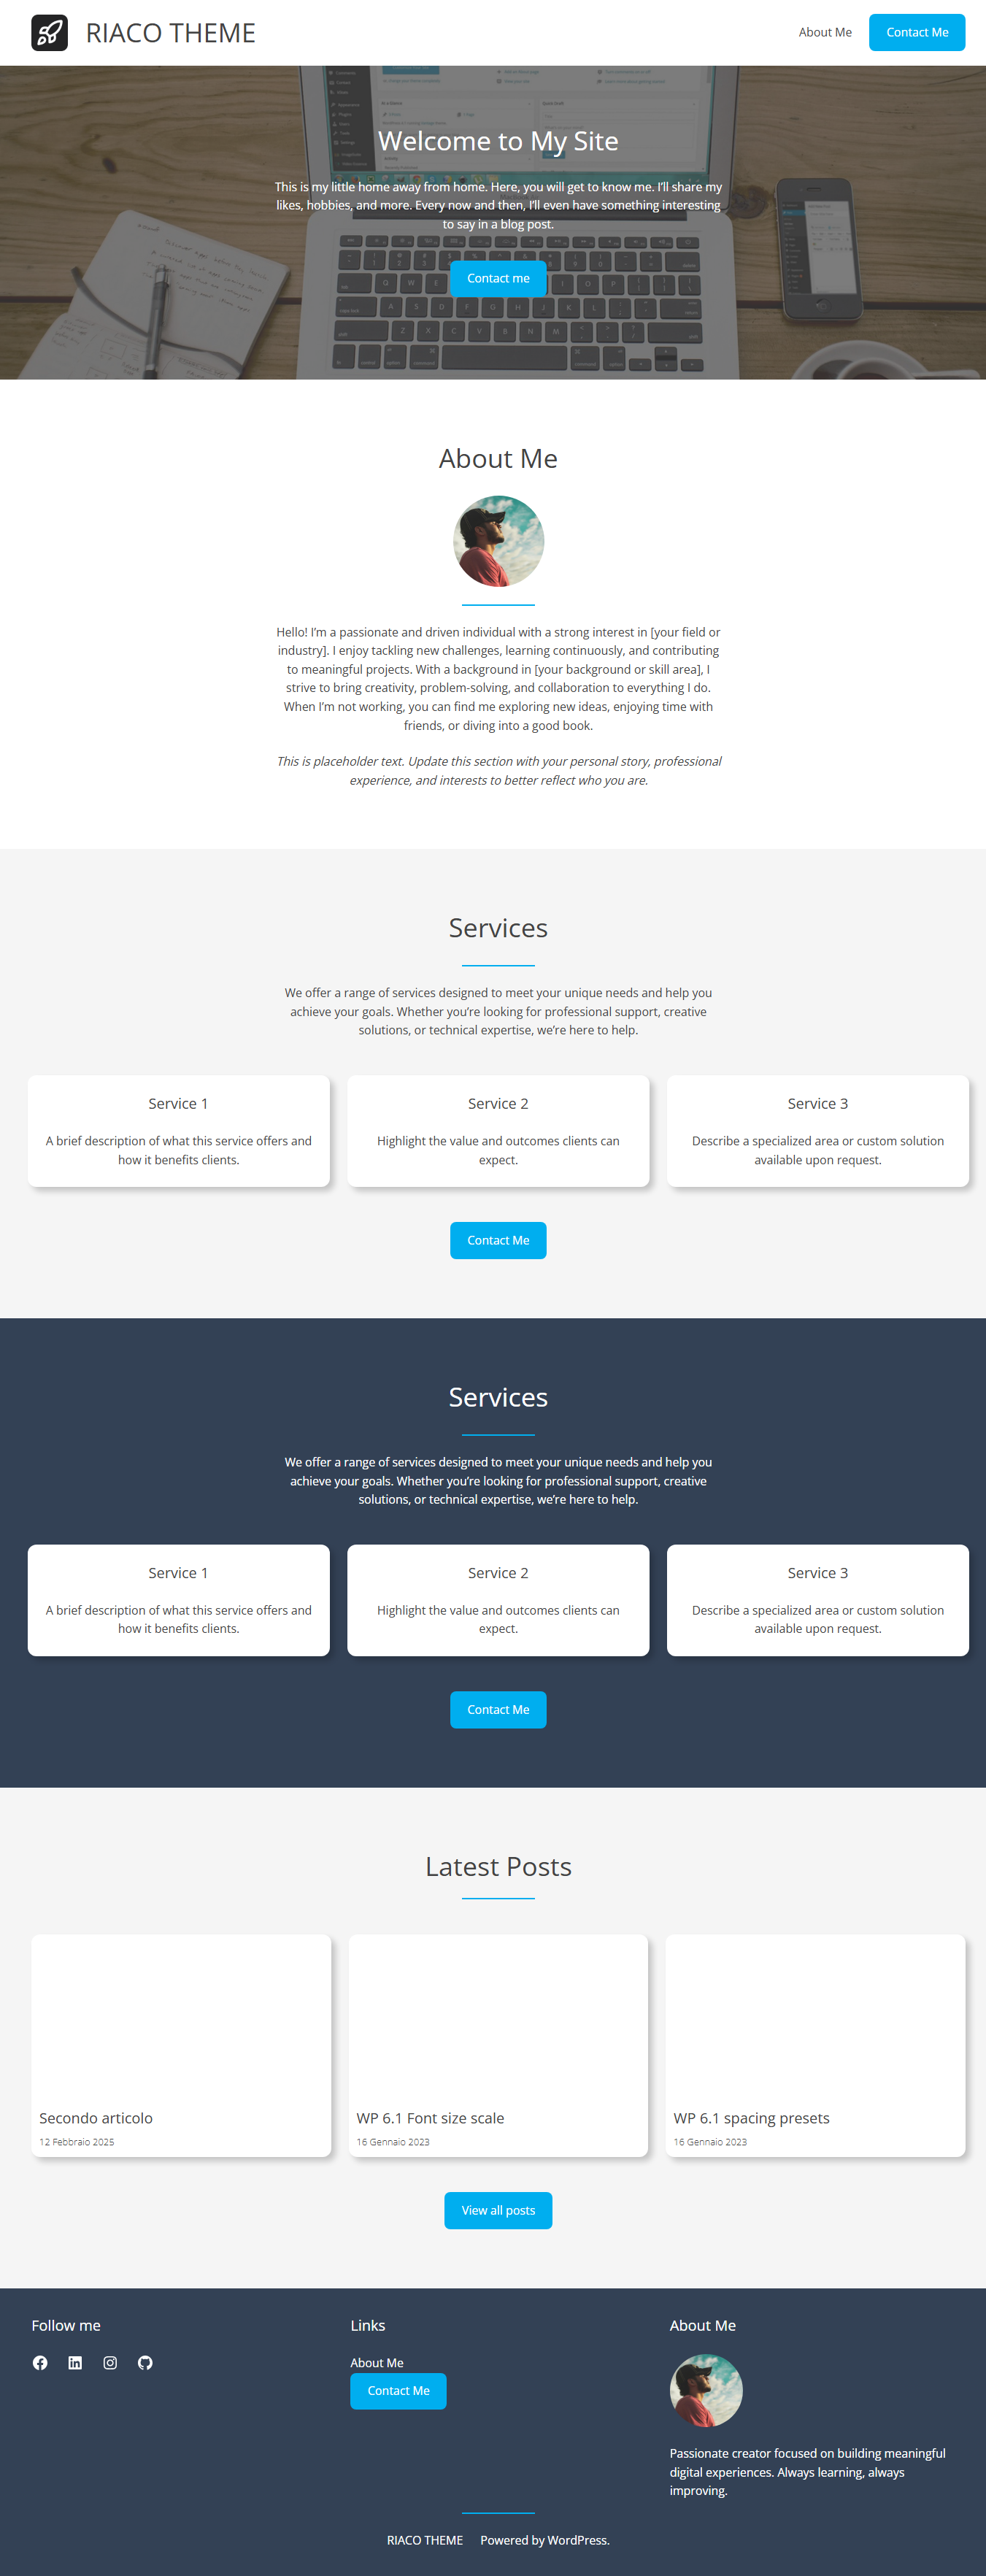 RIACO THEME
About Me
Contact Me
Welcome to My Site
This is my little home away from home. Here, you will get to know me. I’ll share my
likes, hobbies, and more. Every now and then, I’ll even have something interesting
to say in a blog post.
Contact me
About Me
Hello! I’m a passionate and driven individual with a strong interest in [your field or
industry]. I enjoy tackling new challenges, learning continuously, and contributing
to meaningful projects. With a background in [your background or skill area], I
strive to bring creativity, problem-solving, and collaboration to everything I do.
When I’m not working, you can find me exploring new ideas, enjoying time with
friends, or diving into a good book.
This is placeholder text. Update this section with your personal story, professional
experience, and interests to better reflect who you are.
Services
We offer a range of services designed to meet your unique needs and help you
achieve your goals. Whether you’re looking for professional support, creative
solutions, or technical expertise, we’re here to help.
Service 1
A brief description of what this service offers and
how it benefits clients.
Service 2
Highlight the value and outcomes clients can
expect.
Service 3
Describe a specialized area or custom solution
available upon request.
Contact Me
Services
We offer a range of services designed to meet your unique needs and help you
achieve your goals. Whether you’re looking for professional support, creative
solutions, or technical expertise, we’re here to help.
Service 1
A brief description of what this service offers and
how it benefits clients.
Service 2
Highlight the value and outcomes clients can
expect.
Service 3
Describe a specialized area or custom solution
available upon request.
Contact Me
Latest Posts
Secondo articolo
12 Febbraio 2025
WP 6.1 Font size scale
16 Gennaio 2023
WP 6.1 spacing presets
16 Gennaio 2023
View all posts
Follow me
Links
About Me
Contact Me
About Me
Passionate creator focused on building meaningful
digital experiences. Always learning, always
improving.
RIACO THEME
Powered by WordPress.